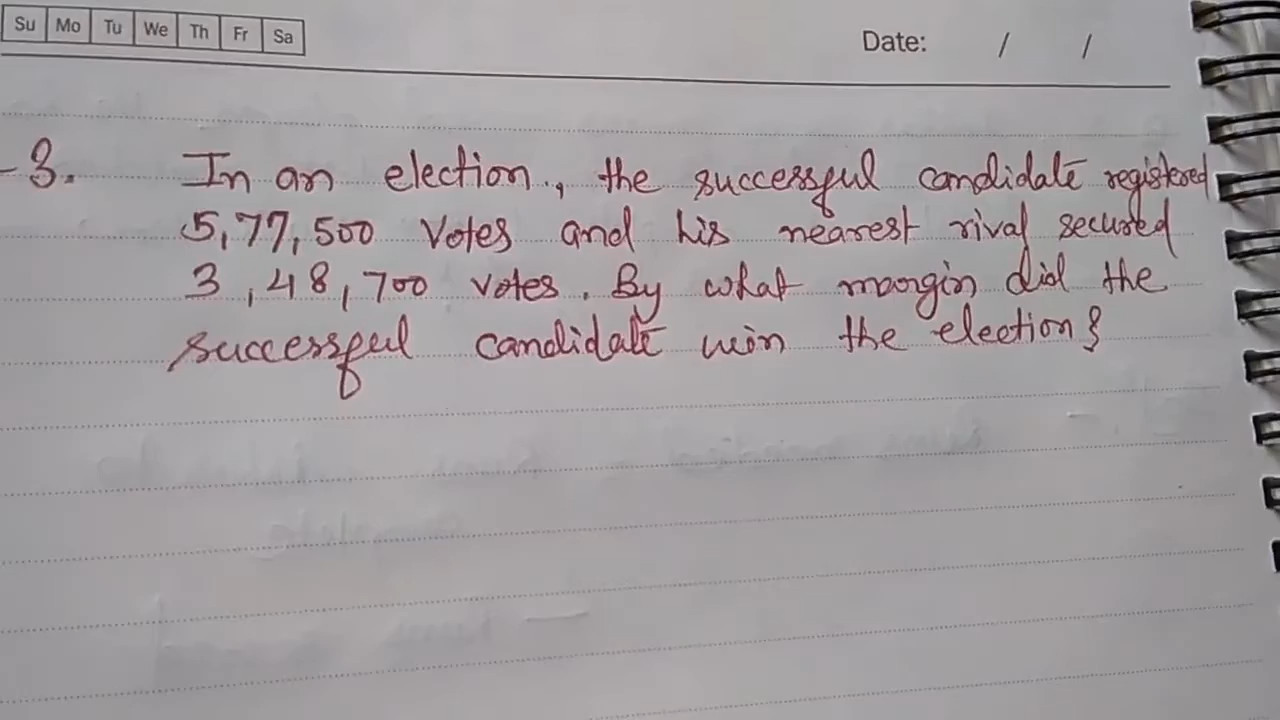 Su Mo Tu We Th Fr Sa
Date: / /
3. In an election, the successful candidate registered
5,77,500 Votes and his nearest rival secured
3,48,700 votes. By what margin did the
successful candidate win the election?